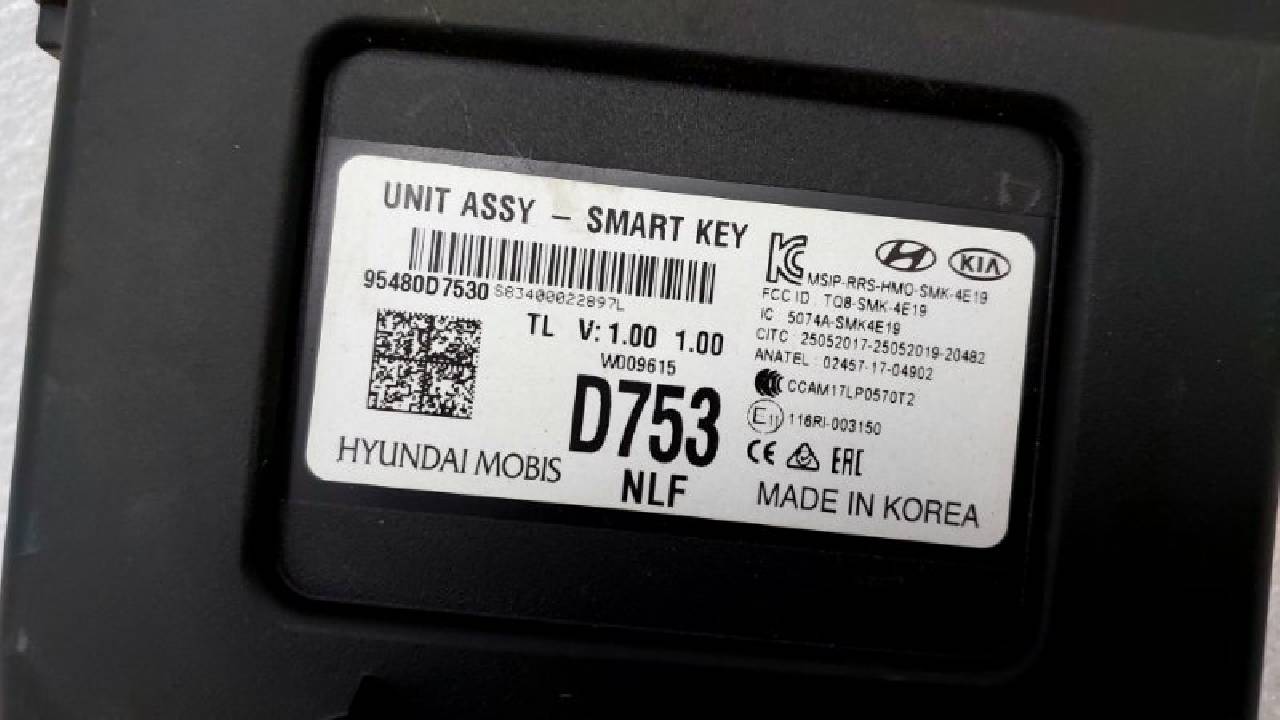 UNIT ASSY - SMART KEY
95480D7530 S83400022897L
TL V: 1.00 1.00
W009615
D753
NLF
HYUNDAI MOBIS
KC
KIA
MSIP-RRS-HMO-SMK-4E19
FCC ID TQ8-SMK-4E19
IC 5074A-SMK4E19
CITC 25052017-25052019-20482
ANATEL: 02457-17-04902
CCAM17LP0570T2
E11 116RI-003150
CE EAC
MADE IN KOREA